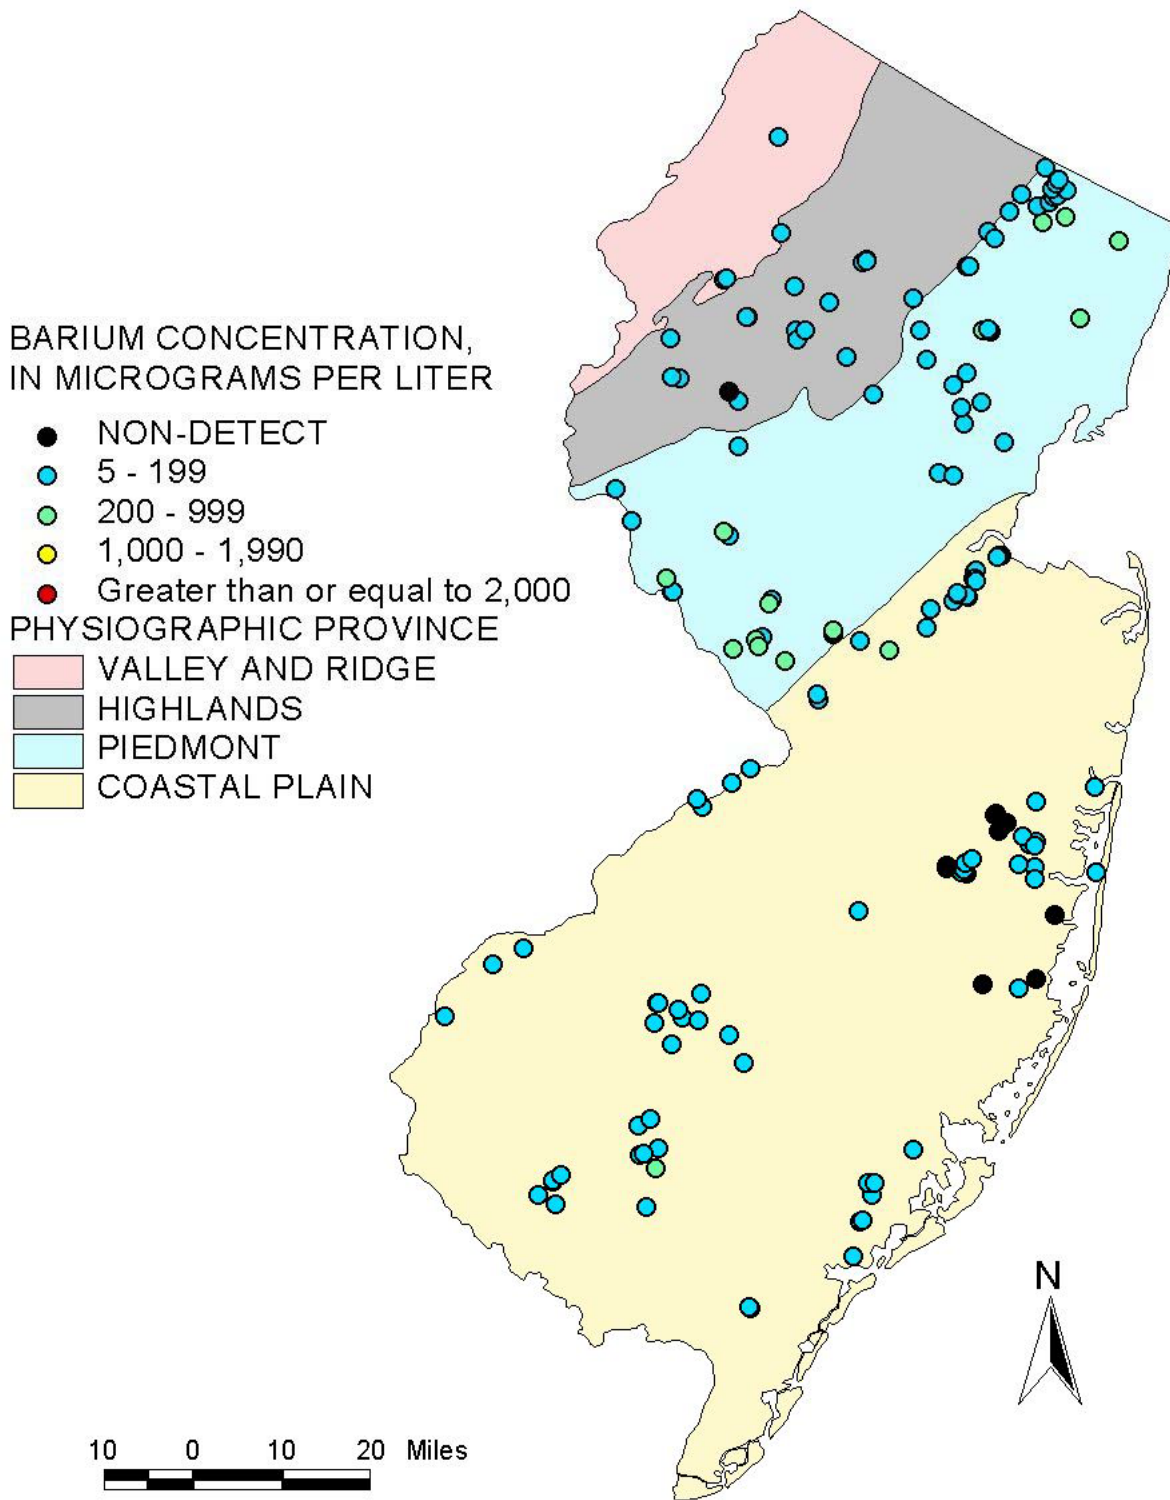 BARIUM CONCENTRATION,
IN MICROGRAMS PER LITER
NON-DETECT
5 - 199
200 - 999
1,000 - 1,990
Greater than or equal to 2,000
PHYSIOGRAPHIC PROVINCE
VALLEY AND RIDGE
HIGHLANDS
PIEDMONT
COASTAL PLAIN
N
10 0 10 20 Miles